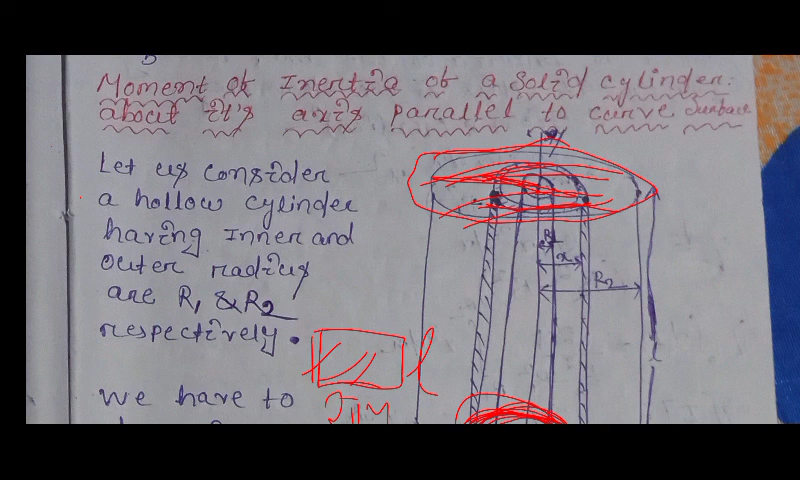 Moment of Inertia of a Solid cylinder
about it's axis parallel to curve surface
Let us consider
a hollow cylinder
having Inner and
outer radius
are R1 & R2
respectively.
We have to
R1
x
R2
l
l
2πx